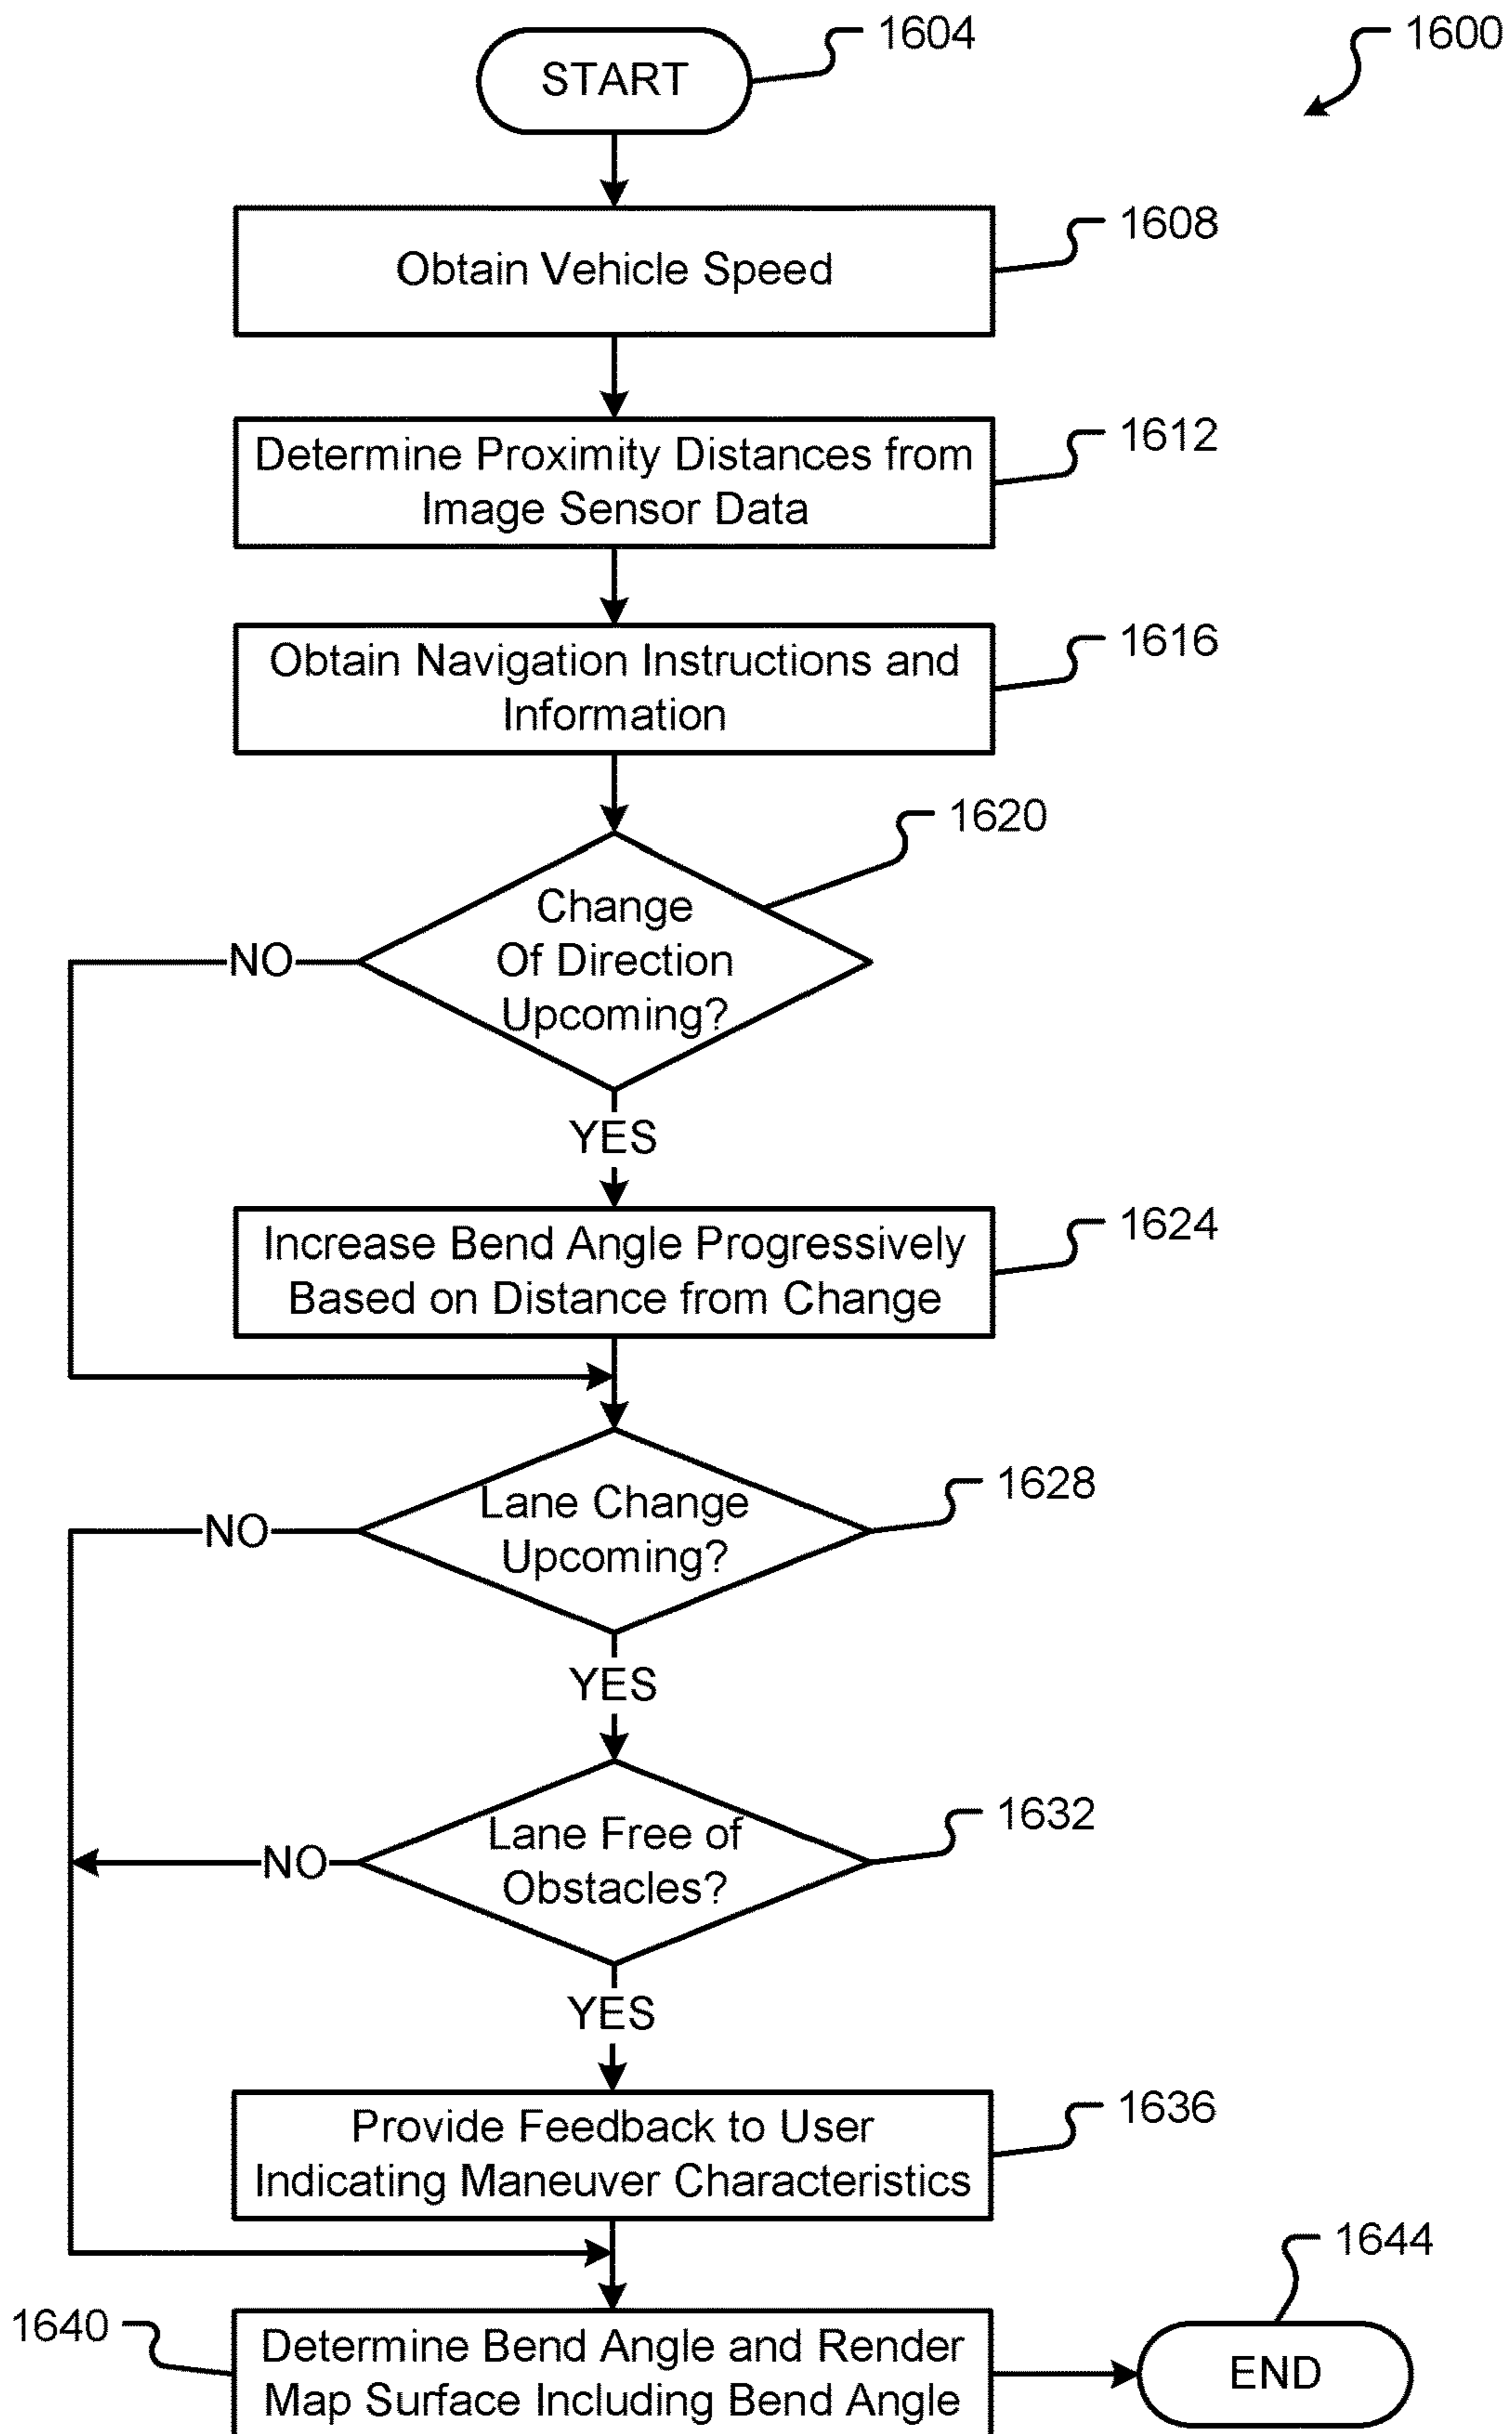 1604
1600
START
1608
Obtain Vehicle Speed
1612
Determine Proximity Distances from
Image Sensor Data
1616
Obtain Navigation Instructions and
Information
1620
Change
Of Direction
Upcoming?
NO
YES
1624
Increase Bend Angle Progressively
Based on Distance from Change
1628
Lane Change
Upcoming?
NO
YES
1632
Lane Free of
Obstacles?
NO
YES
1636
Provide Feedback to User
Indicating Maneuver Characteristics
1644
1640
Determine Bend Angle and Render
Map Surface Including Bend Angle
END